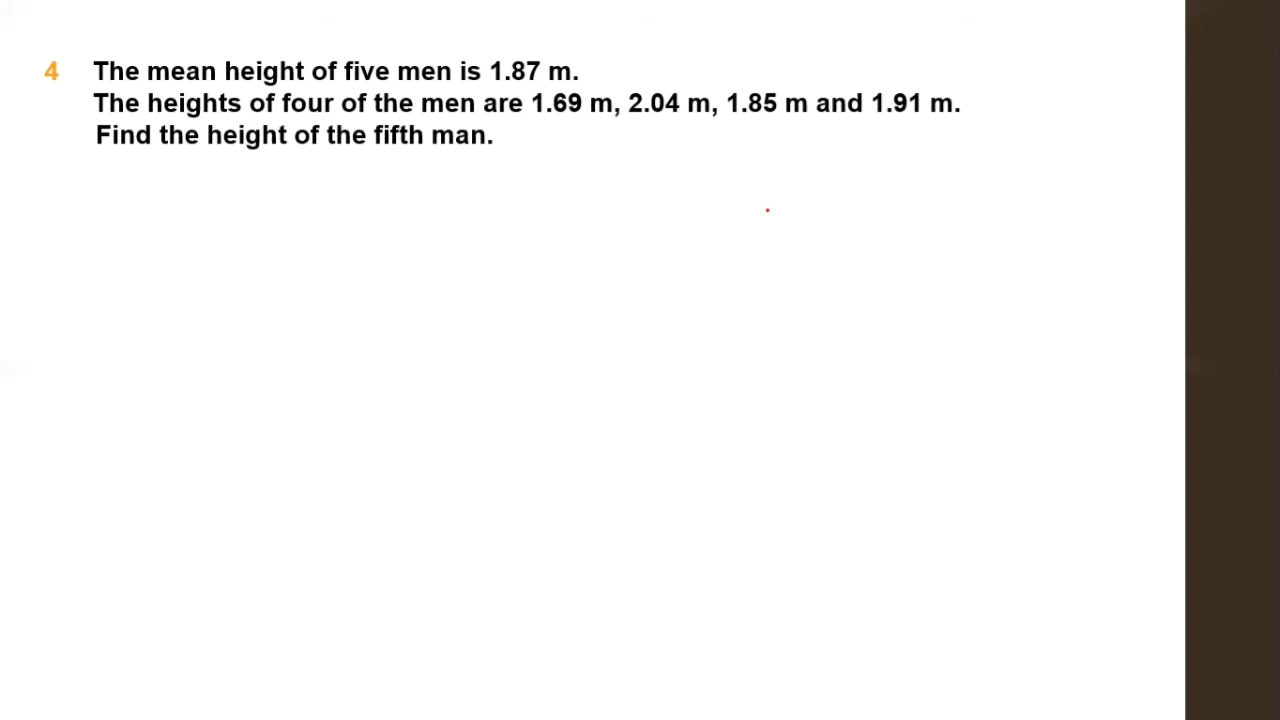 4 The mean height of five men is 1.87 m.
The heights of four of the men are 1.69 m, 2.04 m, 1.85 m and 1.91 m.
Find the height of the fifth man.